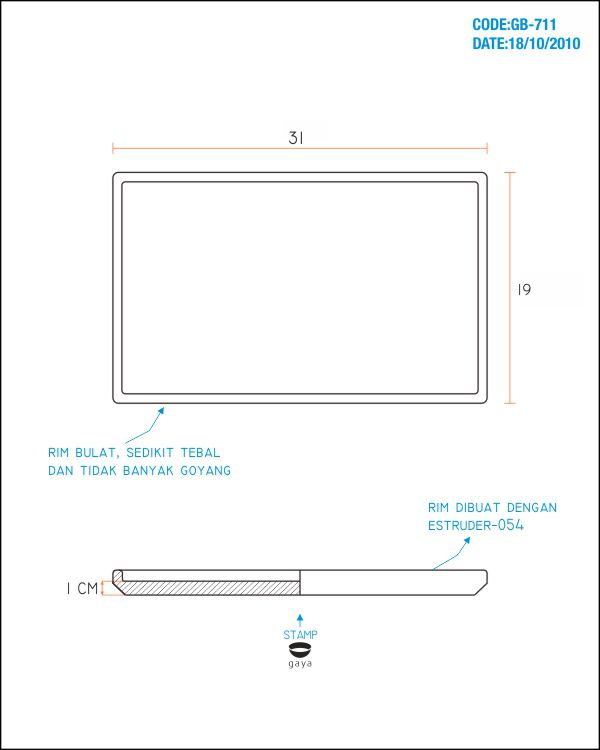 CODE:GB-711
DATE:18/10/2010
31
19
RIM BULAT, SEDIKIT TEBAL
DAN TIDAK BANYAK GOYANG
RIM DIBUAT DENGAN
ESTRUDER-054
1 CM
STAMP
gaya